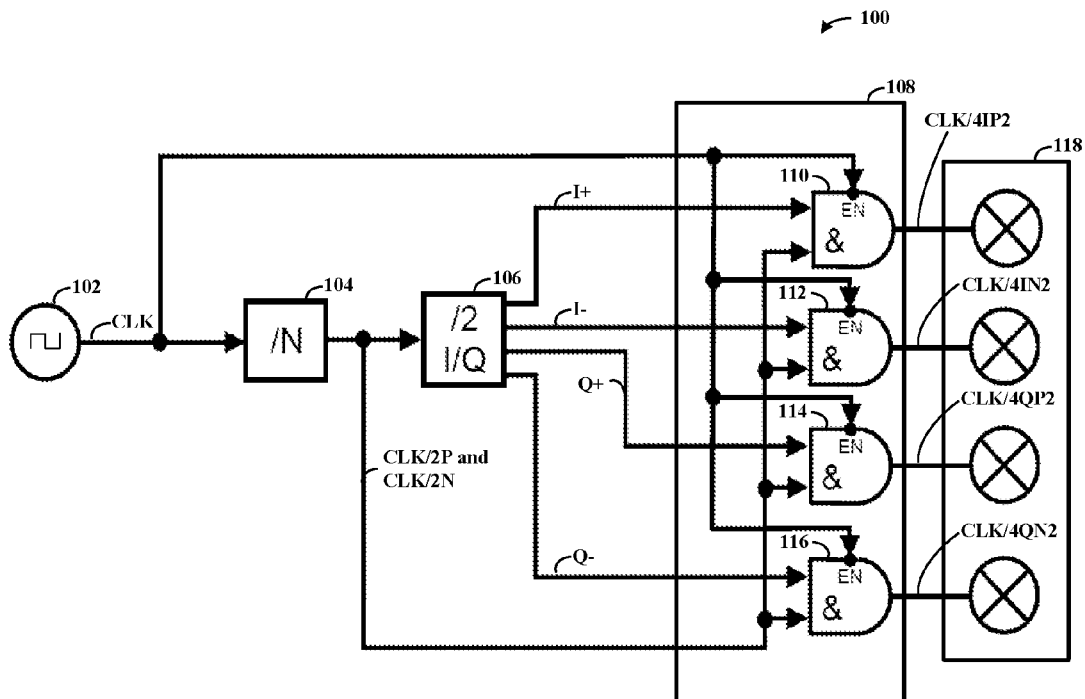 100
108
CLK/4IP2
118
110
I+
EN
&
102
CLK
104
/N
106
/2
I/Q
I-
112
EN
&
CLK/4IN2
Q+
CLK/4QP2
114
EN
&
CLK/2P and
CLK/2N
CLK/4QN2
116
Q-
EN
&